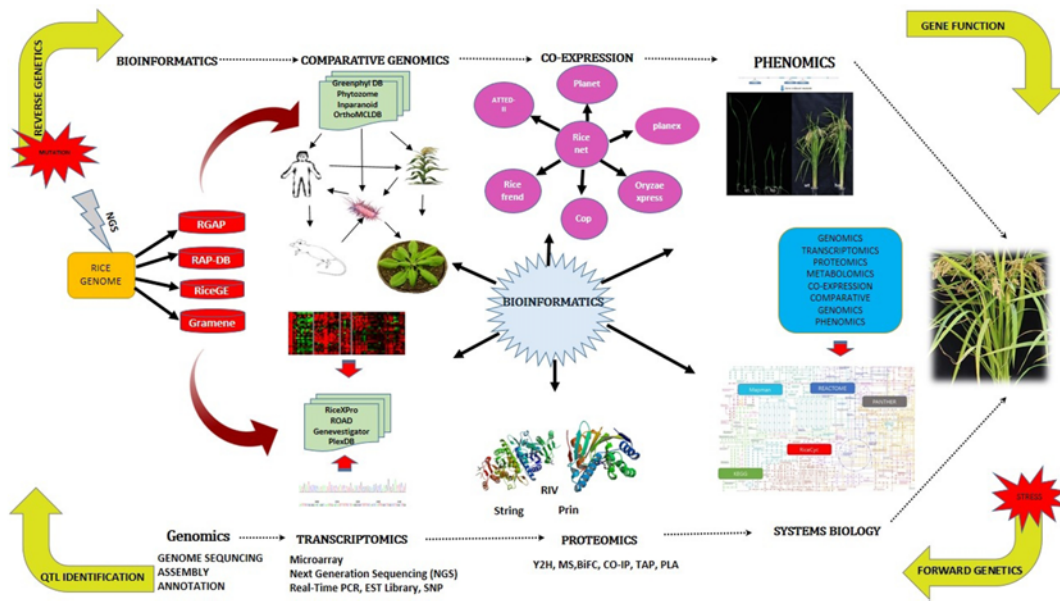 REVERSE GENETICS
MUTATION
GENE FUNCTION
BIOINFORMATICS
COMPARATIVE GENOMICS
CO-EXPRESSION
PHENOMICS
Greenphyl DB
Phytozome
Inparanoid
OrthoMCLDB
Planet
ATTED-
II
Rice
net
planex
Rice
frend
Oryzae
xpress
Cop
NGS
RICE
GENOME
RGAP
RAP-DB
RiceGE
Gramene
BIOINFORMATICS
GENOMICS
TRANSCRIPTOMICS
PROTEOMICS
METABOLOMICS
CO-EXPRESSION
COMPARATIVE
GENOMICS
PHENOMICS
RiceXPro
ROAD
Genevestigator
PlexDB
Mapman
REACTOME
PANTHER
RiceCyc
KEGG
RIV
String
Prin
STRESS
QTL IDENTIFICATION
Genomics
GENOME SEQUNCING
ASSEMBLY
ANNOTATION
TRANSCRIPTOMICS
Microarray
Next Generation Sequencing (NGS)
Real-Time PCR, EST Library, SNP
PROTEOMICS
Y2H, MS,BiFC, CO-IP, TAP, PLA
SYSTEMS BIOLOGY
FORWARD GENETICS